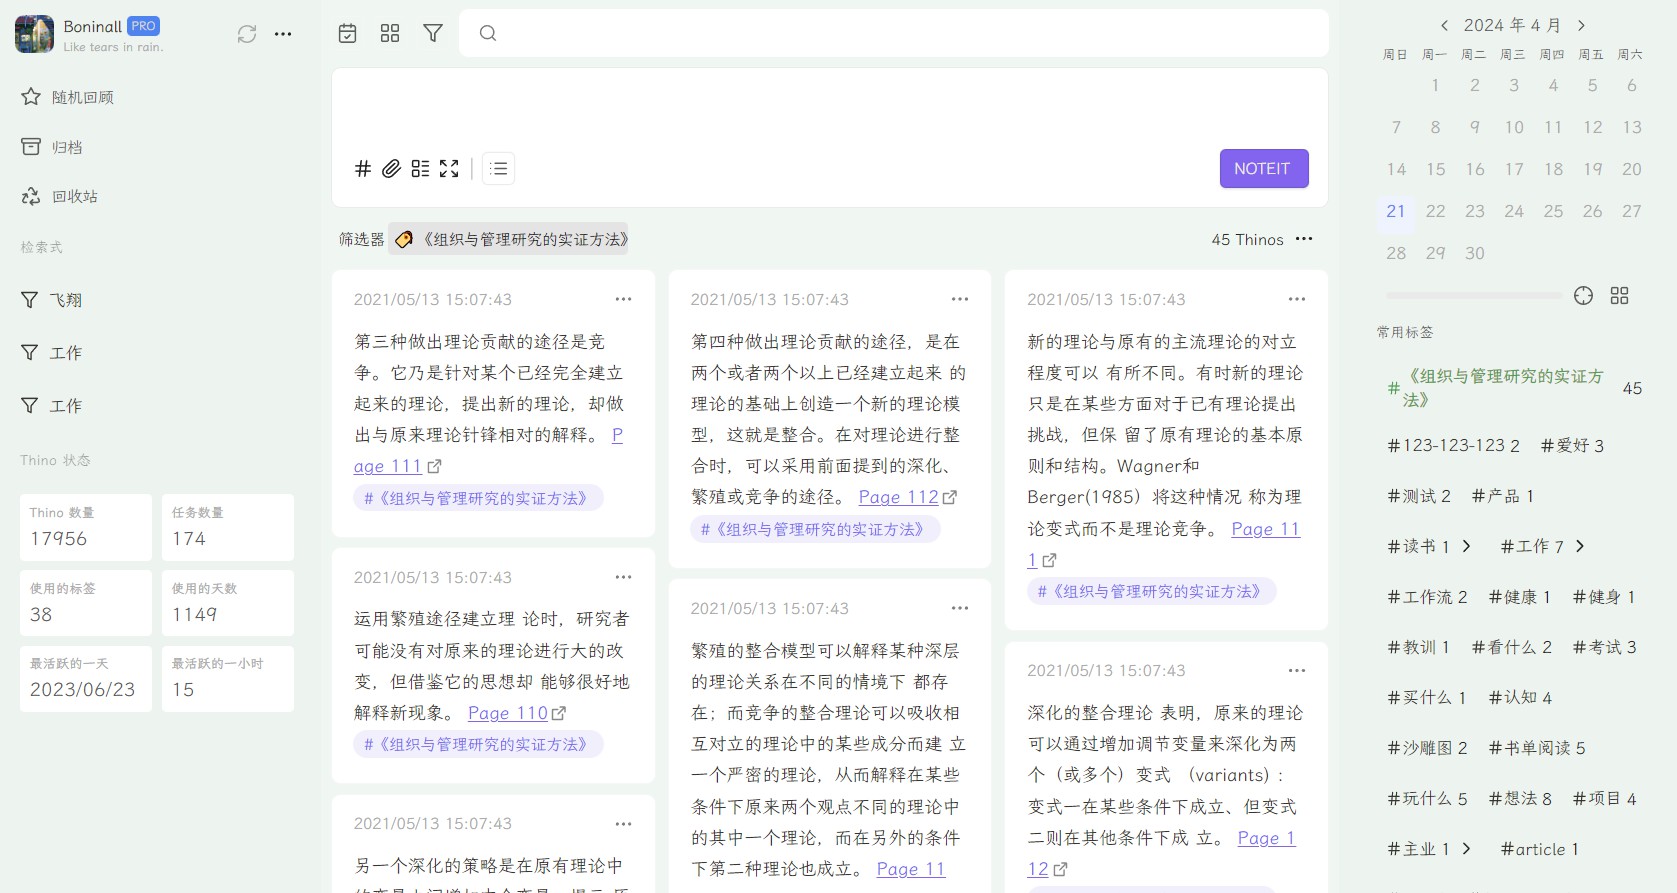 Boninall PRO
Like tears in rain.
随机回顾
归档
回收站
检索式
飞翔
工作
工作
Thino 状态
Thino 数量
17956
任务数量
174
使用的标签
38
使用的天数
1149
最活跃的一天
2023/06/23
最活跃的一小时
15
NOTEIT
筛选器 《组织与管理研究的实证方法》
45 Thinos
2021/05/13 15:07:43
第三种做出理论贡献的途径是竞
争。它乃是针对某个已经完全建立
起来的理论，提出新的理论，却做
出与原来理论针锋相对的解释。 P
age 111
#《组织与管理研究的实证方法》
2021/05/13 15:07:43
运用繁殖途径建立理 论时，研究者
可能没有对原来的理论进行大的改
变，但借鉴它的思想却 能够很好地
解释新现象。 Page 110
#《组织与管理研究的实证方法》
2021/05/13 15:07:43
另一个深化的策略是在原有理论中
2021/05/13 15:07:43
第四种做出理论贡献的途径，是在
两个或者两个以上已经建立起来 的
理论的基础上创造一个新的理论模
型，这就是整合。在对理论进行整
合时，可以采用前面提到的深化、
繁殖或竞争的途径。 Page 112
#《组织与管理研究的实证方法》
2021/05/13 15:07:43
繁殖的整合模型可以解释某种深层
的理论关系在不同的情境下 都存
在；而竞争的整合理论可以吸收相
互对立的理论中的某些成分而建 立
一个严密的理论，从而解释在某些
条件下原来两个观点不同的理论中
的其中一个理论，而在另外的条件
下第二种理论也成立。 Page 11
2021/05/13 15:07:43
新的理论与原有的主流理论的对立
程度可以 有所不同。有时新的理论
只是在某些方面对于已有理论提出
挑战，但保 留了原有理论的基本原
则和结构。Wagner和
Berger(1985）将这种情况 称为理
论变式而不是理论竞争。 Page 11
1
#《组织与管理研究的实证方法》
2021/05/13 15:07:43
深化的整合理论 表明，原来的理论
可以通过增加调节变量来深化为两
个（或多个）变式 （variants)：
变式一在某些条件下成立、但变式
二则在其他条件下成 立。 Page 1
12
2024 年 4 月
周日 周一 周二 周三 周四 周五 周六
1 2 3 4 5 6
7 8 9 10 11 12 13
14 15 16 17 18 19 20
21 22 23 24 25 26 27
28 29 30
常用标签
# 《组织与管理研究的实证方
法》 45
#123-123-123 2 #爱好 3
#测试 2 #产品 1
#读书 1 #工作 7
#工作流 2 #健康 1 #健身 1
#教训 1 #看什么 2 #考试 3
#买什么 1 #认知 4
#沙雕图 2 #书单阅读 5
#玩什么 5 #想法 8 #项目 4
#主业 1 #article 1